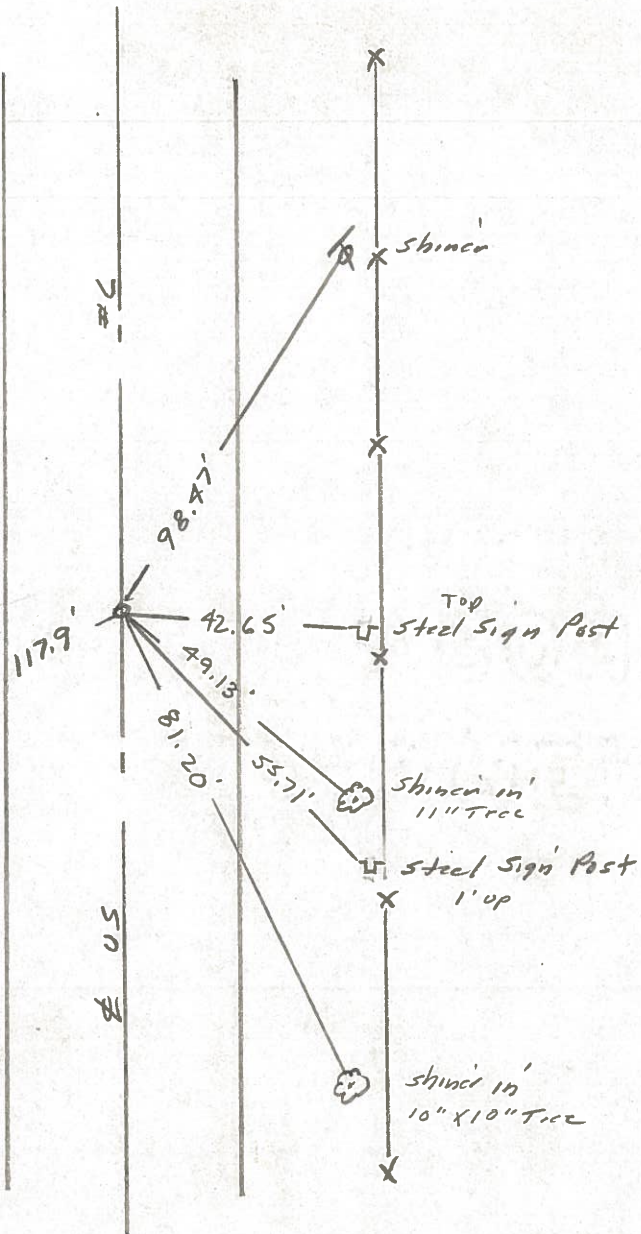 Shiner
98.47'
117.9'
42.65'
TOP
Steel Sign Post
49.13'
81.20'
55.71'
Shiner in
11" Tree
Steel Sign Post
1' up
US
Shiner in
10" X 10" Tree